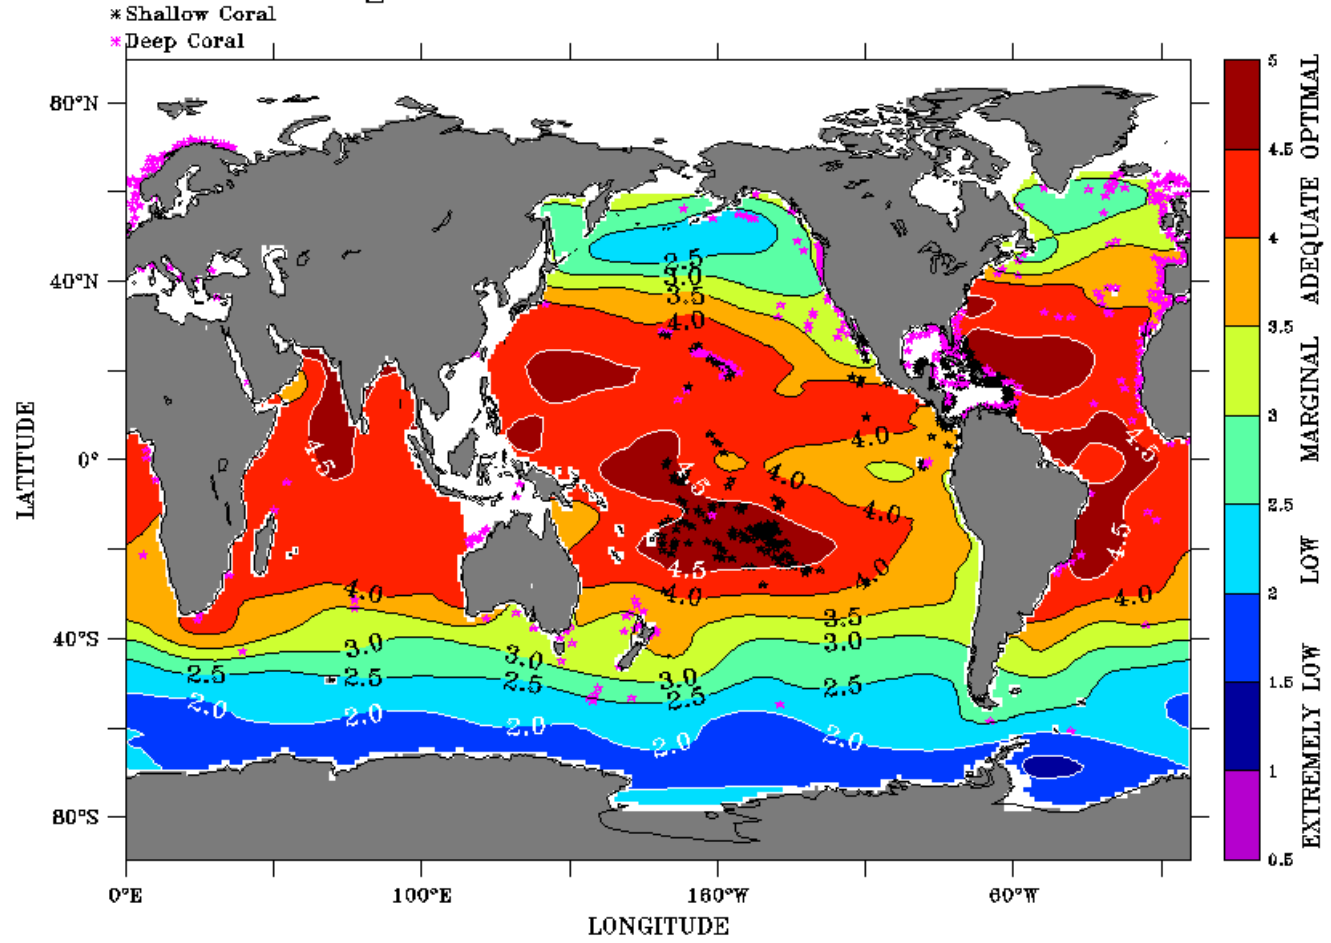 * Shallow Coral
* Deep Coral
80°N
40°N
0°
40°S
80°S
LATITUDE
0°E
100°E
160°W
60°W
LONGITUDE
2.5
3.0
3.5
4.0
4.5
4.5
4.5
4.0
4.0
4.0
4.0
4.5
4.5
4.0
4.0
3.5
4.0
3.0
3.0
3.0
3.0
2.5
2.5
2.5
2.5
2.5
2.0
2.0
2.0
2.0
2.0
5
4.5
4
3.5
3
2.5
2
1.5
1
0.5
EXTREMELY LOW
LOW
MARGINAL
ADEQUATE
OPTIMAL